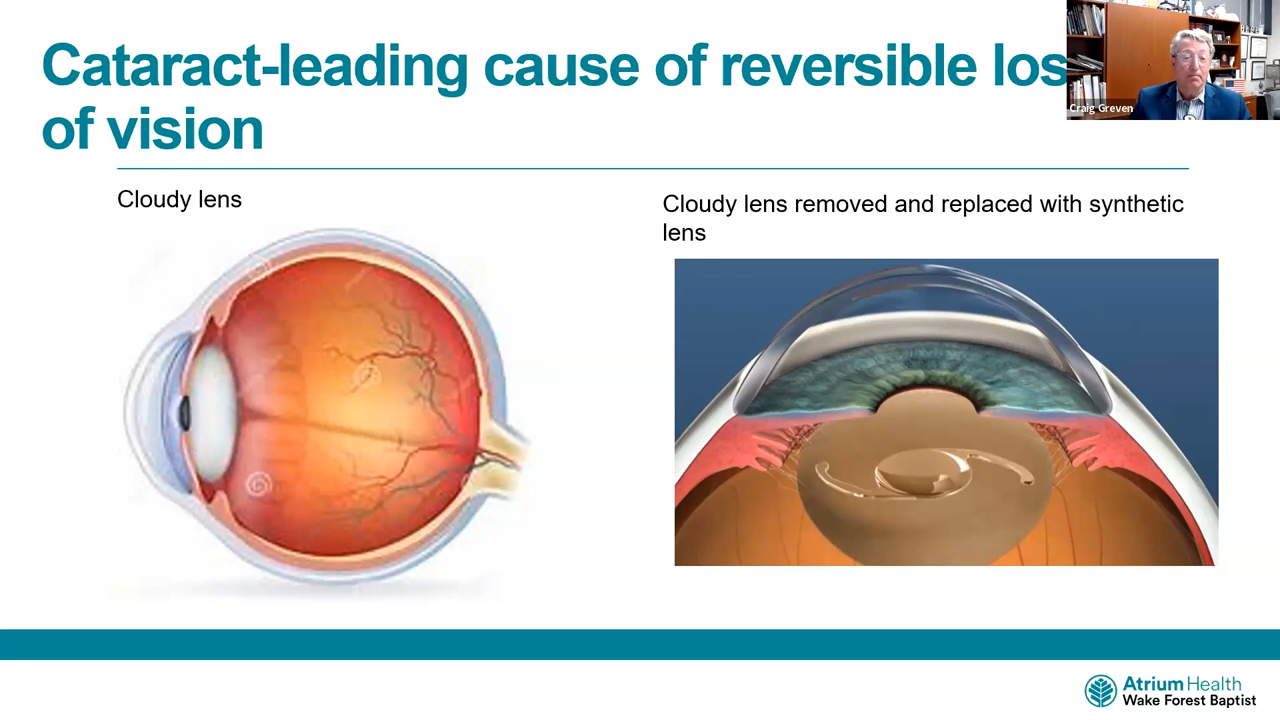 Cataract-leading cause of reversible los
of vision
Craig Greven
Cloudy lens
Cloudy lens removed and replaced with synthetic
lens
Atrium Health
Wake Forest Baptist